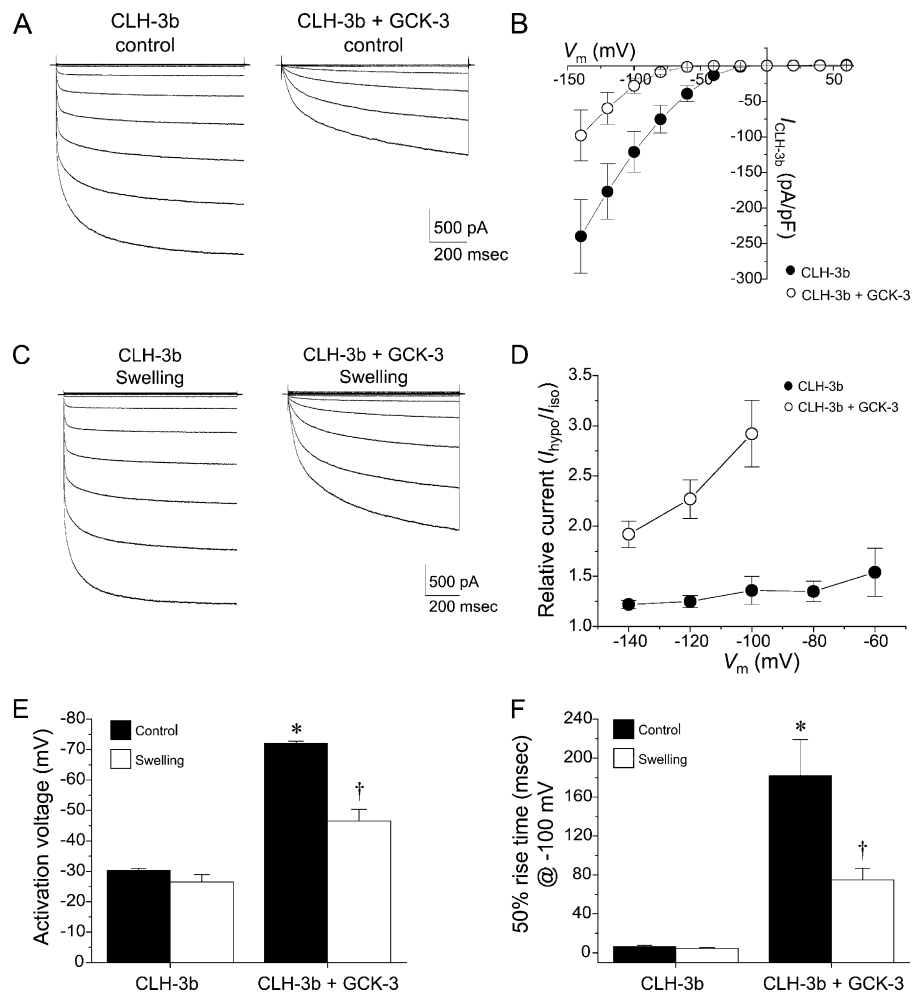 A
CLH-3b
control
CLH-3b + GCK-3
control
500 pA
200 msec
B
Vm (mV)
-150
-100
-50
50
-50
-100
-150
-200
-250
-300
ICLH-3b (pA/pF)
CLH-3b
CLH-3b + GCK-3
C
CLH-3b
Swelling
CLH-3b + GCK-3
Swelling
500 pA
200 msec
D
Relative current (Ihypo/Iiso)
3.5
3.0
2.5
2.0
1.5
1.0
-140
-120
-100
-80
-60
Vm (mV)
CLH-3b
CLH-3b + GCK-3
E
Activation voltage (mV)
-80
-70
-60
-50
-40
-30
-20
-10
0
Control
Swelling
*
†
CLH-3b
CLH-3b + GCK-3
F
50% rise time (msec)
@ -100 mV
240
200
160
120
80
40
0
Control
Swelling
*
†
CLH-3b
CLH-3b + GCK-3